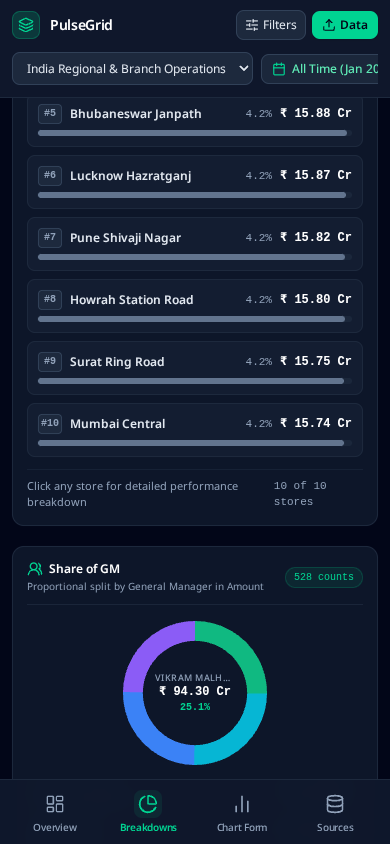 PulseGrid
Filters
Data
India Regional & Branch Operations
All Time (Jan 20
#5 Bhubaneswar Janpath 4.2% ₹ 15.88 Cr
#6 Lucknow Hazratganj 4.2% ₹ 15.87 Cr
#7 Pune Shivaji Nagar 4.2% ₹ 15.82 Cr
#8 Howrah Station Road 4.2% ₹ 15.80 Cr
#9 Surat Ring Road 4.2% ₹ 15.75 Cr
#10 Mumbai Central 4.2% ₹ 15.74 Cr
Click any store for detailed performance
breakdown
10 of 10
stores
Share of GM
Proportional split by General Manager in Amount
528 counts
VIKRAM MALH...
₹ 94.30 Cr
25.1%
Overview
Breakdowns
Chart Form
Sources